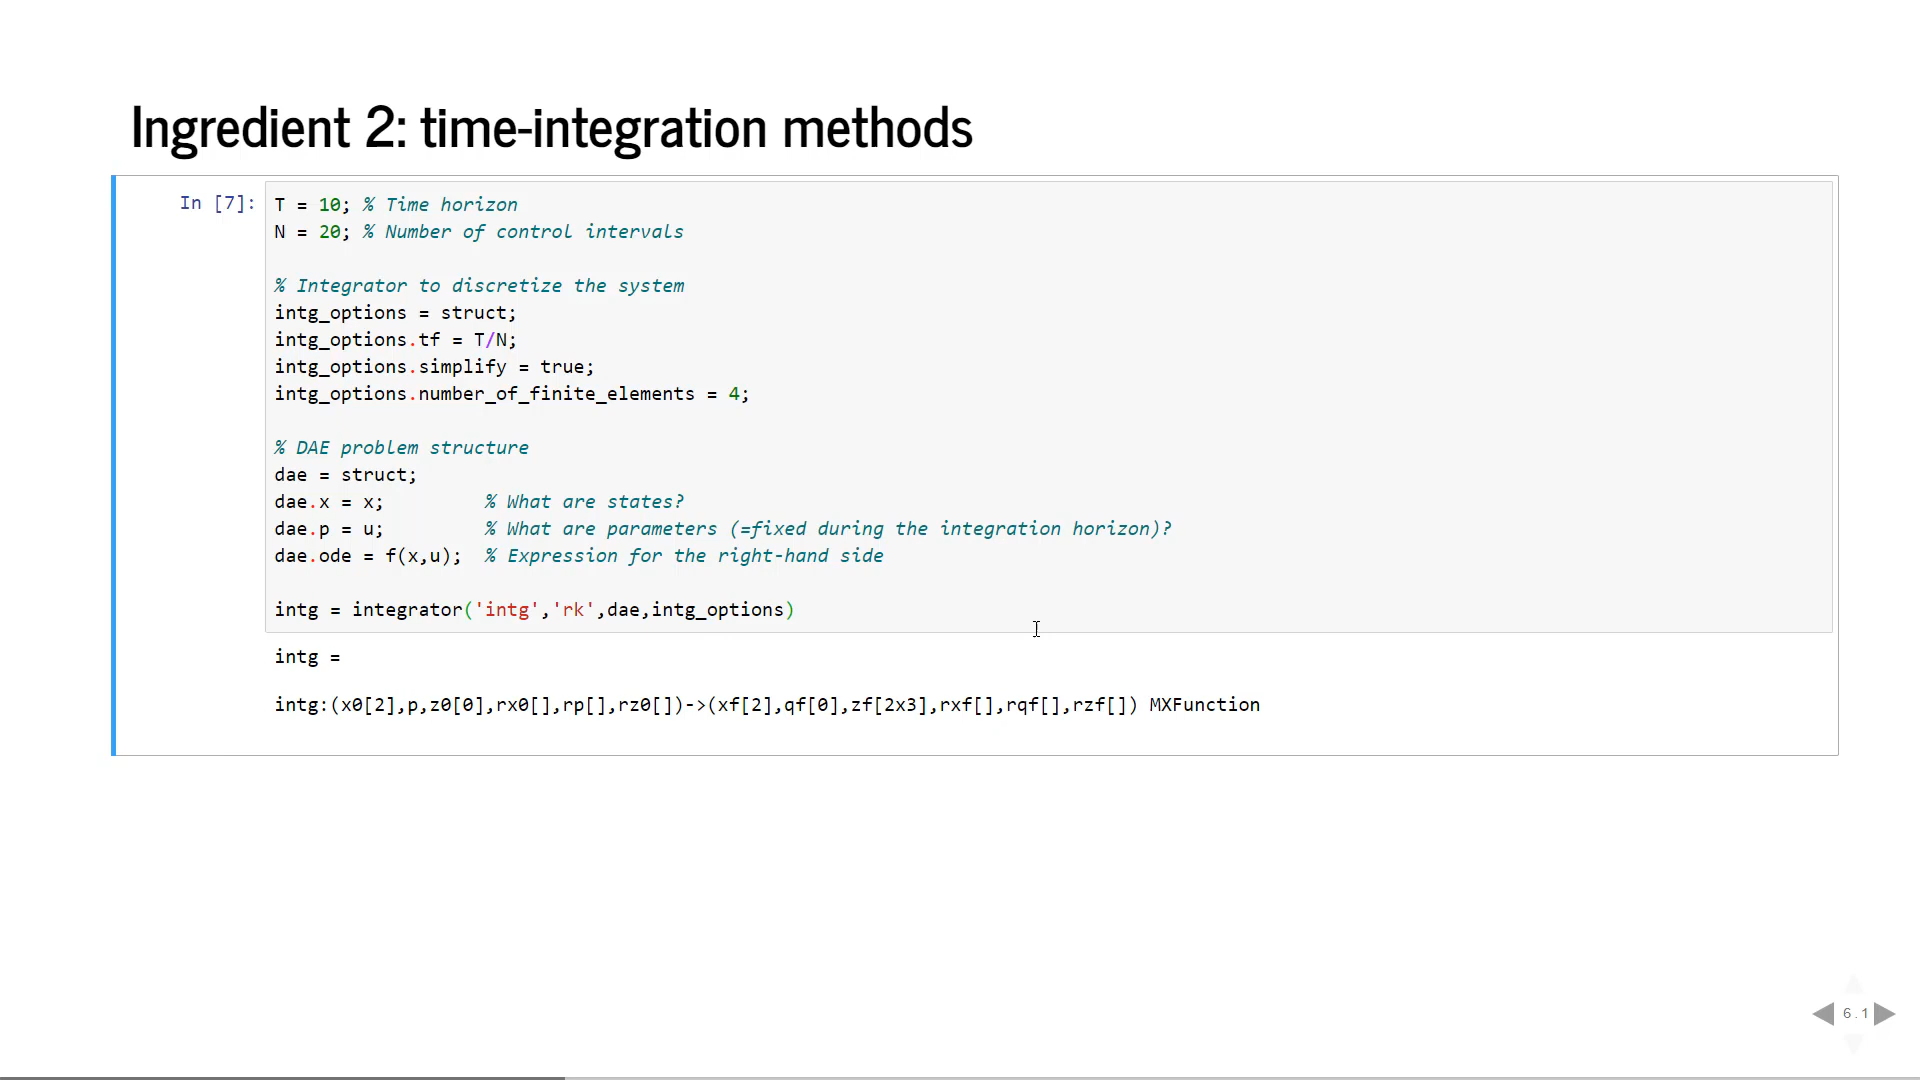 Ingredient 2: time-integration methods
In [7]: T = 10; % Time horizon
N = 20; % Number of control intervals
% Integrator to discretize the system
intg_options = struct;
intg_options.tf = T/N;
intg_options.simplify = true;
intg_options.number_of_finite_elements = 4;
% DAE problem structure
dae = struct;
dae.x = x; % What are states?
dae.p = u; % What are parameters (=fixed during the integration horizon)?
dae.ode = f(x,u); % Expression for the right-hand side
intg = integrator('intg','rk',dae,intg_options)
intg =
intg:(x0[2],p,z0[0],rx0[],rp[],rz0[])->(xf[2],qf[0],zf[2x3],rxf[],rqf[],rzf[]) MXFunction
6.1